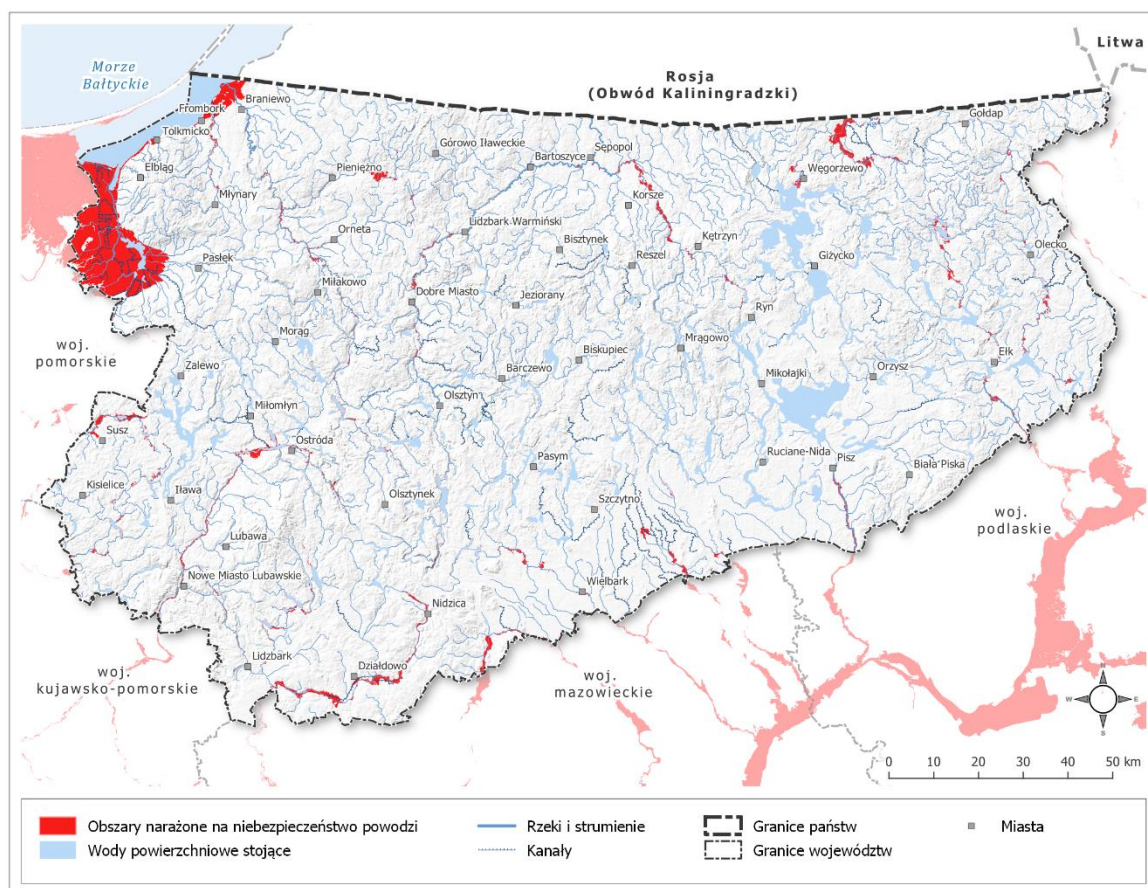 Litwa
Morze
Bałtyckie
Rosja
(Obwód Kaliningradzki)
Frombork
Braniewo
Gołdap
Tolkmicko
Górowo Iławeckie
Sępopol
Bartoszyce
Elbląg
Pieniężno
Węgorzewo
Młynary
Korsze
Lidzbark Warmiński
Orneta
Bisztynek
Kętrzyn
Olecko
Pasłęk
Reszel
Giżycko
Miłakowo
Dobre Miasto
Jeziorany
Ryn
woj.
pomorskie
Morąg
Mrągowo
Zalewo
Biskupiec
Ełk
Barczewo
Mikołajki
Orzysz
Olsztyn
Miłomłyn
Susz
Ostróda
Pasym
Ruciane-Nida
Pisz
Biała Piska
Kisielice
Iława
Olsztynek
Szczytno
woj.
podlaskie
Lubawa
Nowe Miasto Lubawskie
Wielbark
Nidzica
woj.
kujawsko-pomorskie
Lidzbark
Działdowo
woj.
mazowieckie
N
W
E
S
0 10 20 30 40 50 km
Obszary narażone na niebezpieczeństwo powodzi
Rzeki i strumienie
Granice państw
Miasta
Wody powierzchniowe stojące
Kanały
Granice województw